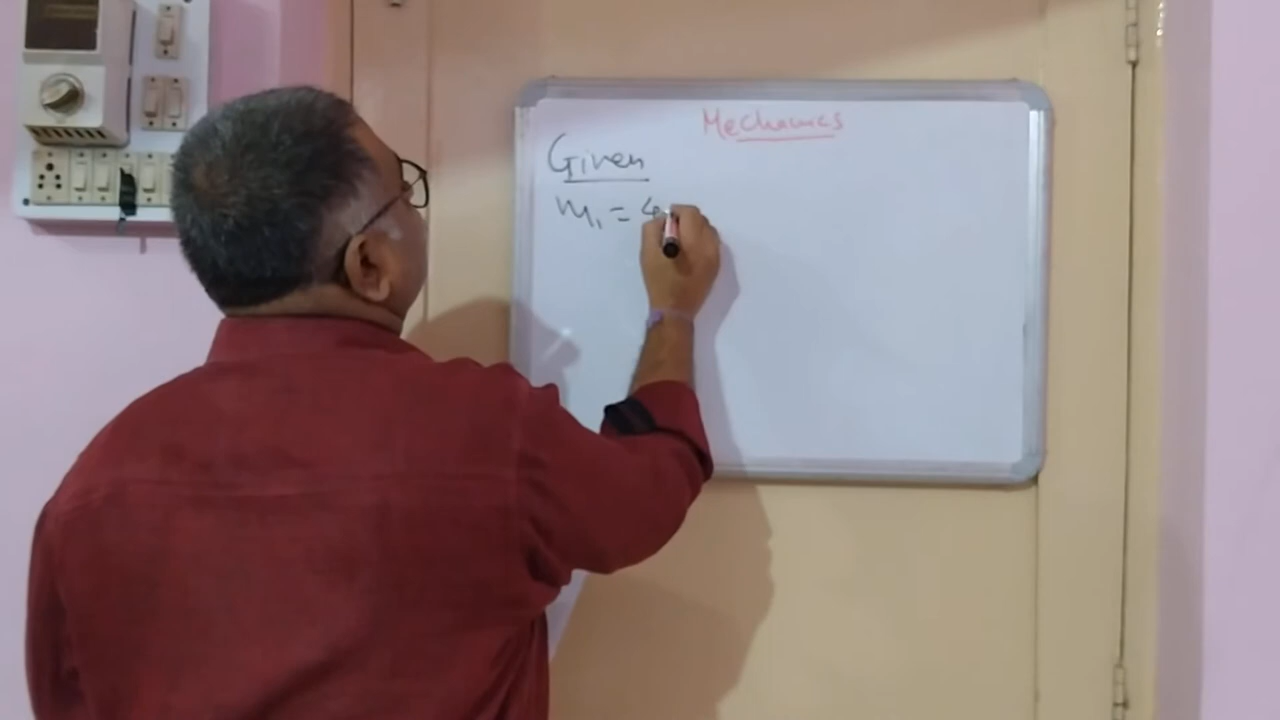 Mechanics
Given
m₁ = 4